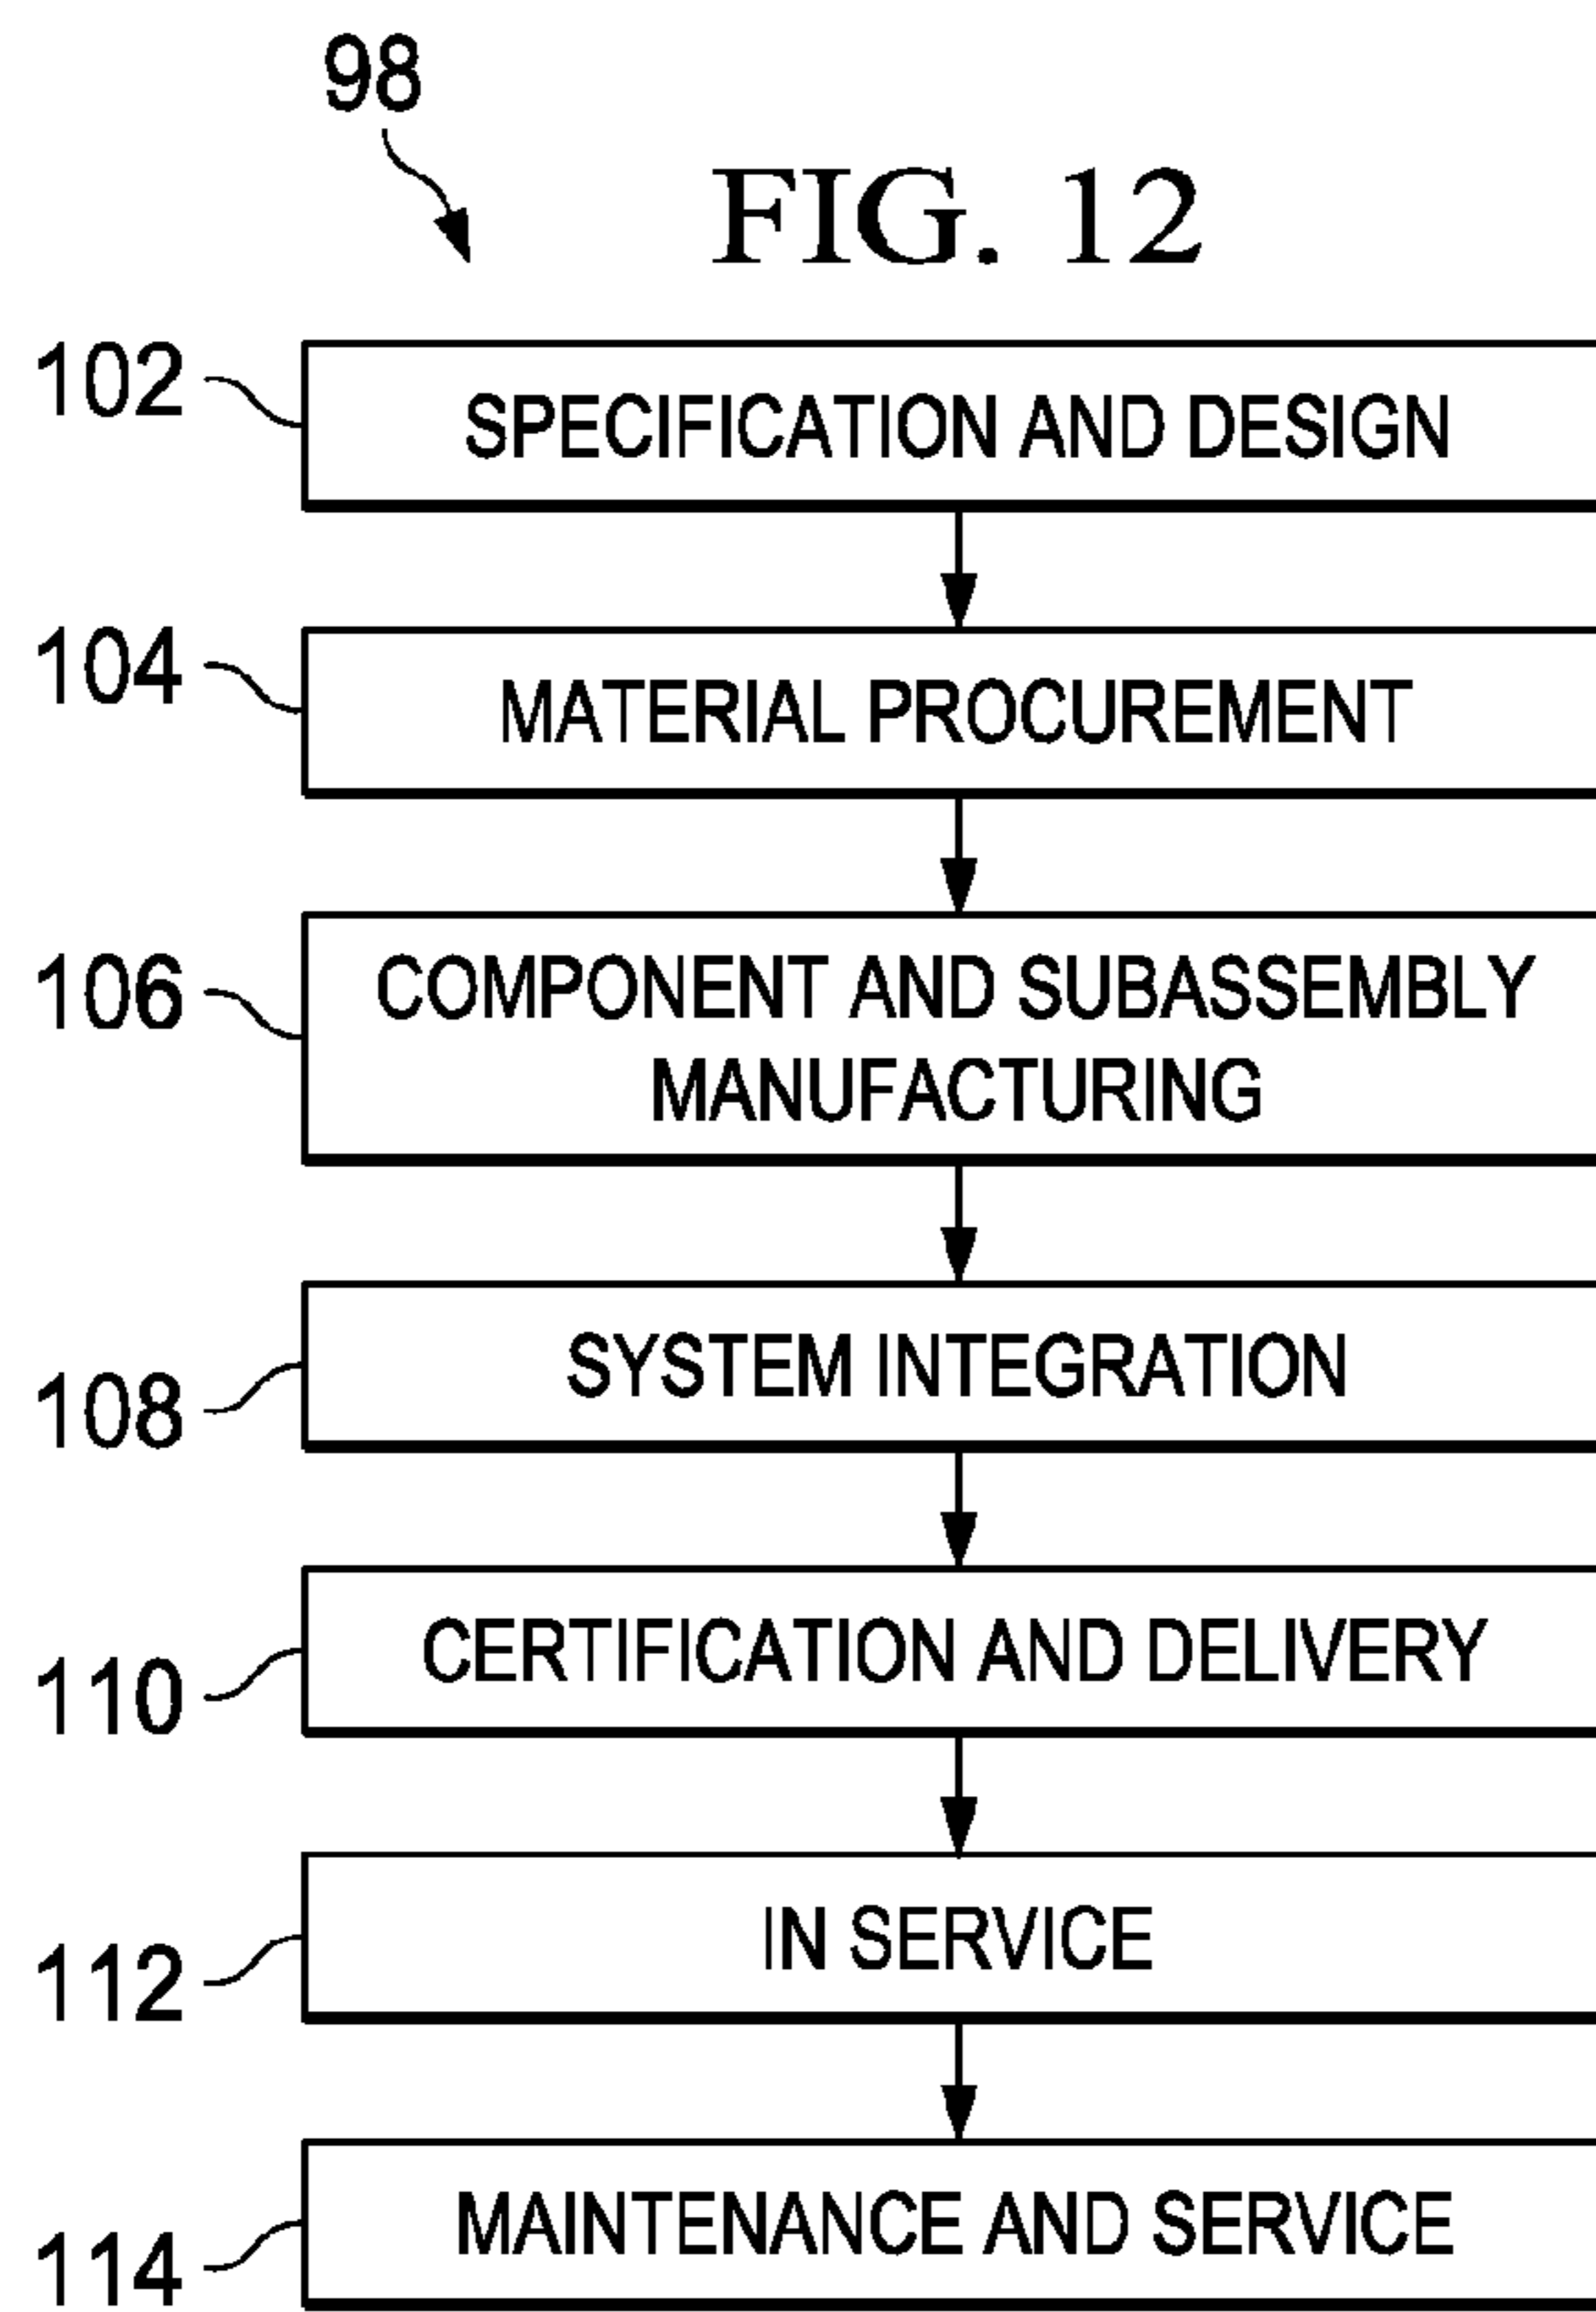 98
FIG. 12
102
SPECIFICATION AND DESIGN
104
MATERIAL PROCUREMENT
106
COMPONENT AND SUBASSEMBLY
MANUFACTURING
108
SYSTEM INTEGRATION
110
CERTIFICATION AND DELIVERY
112
IN SERVICE
114
MAINTENANCE AND SERVICE